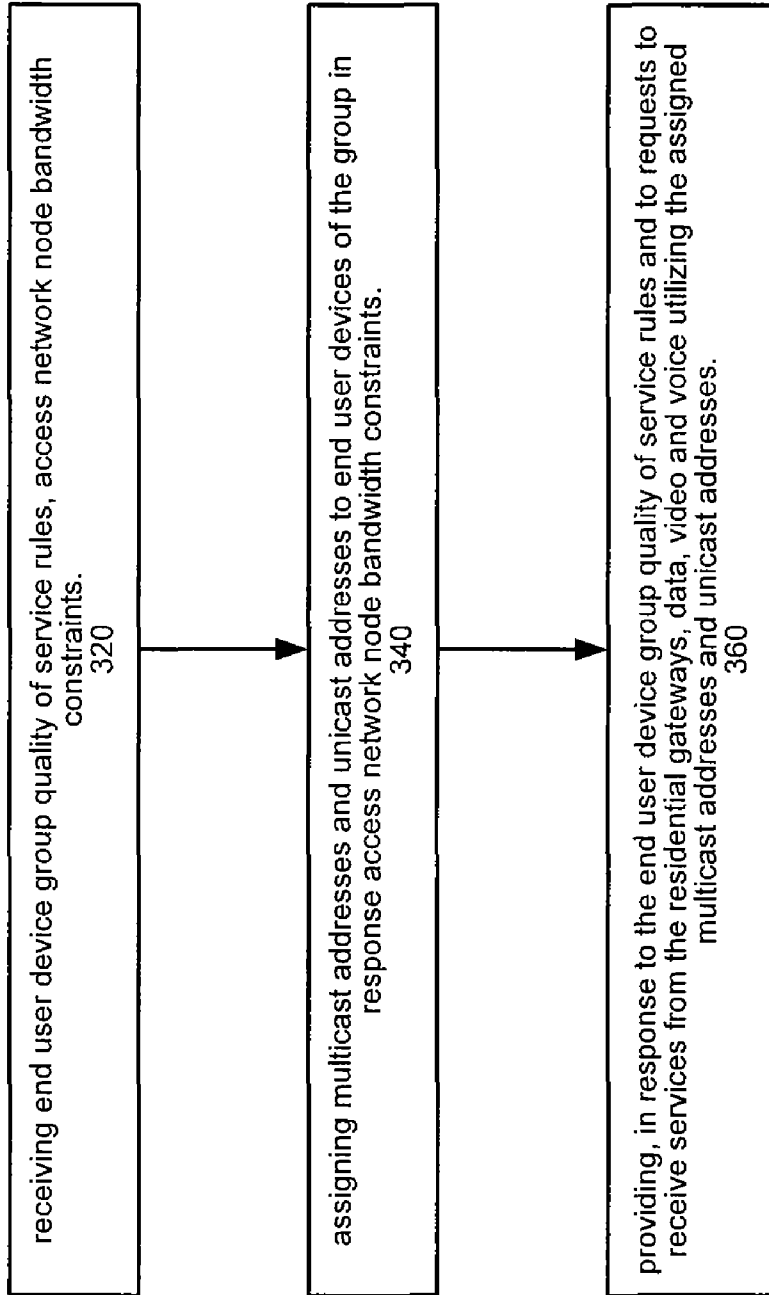 receiving end user device group quality of service rules, access network node bandwidth
constraints.
320
assigning multicast addresses and unicast addresses to end user devices of the group in
response access network node bandwidth constraints.
340
providing, in response to the end user device group quality of service rules and to requests to
receive services from the residential gateways, data, video and voice utilizing the assigned
multicast addresses and unicast addresses.
360